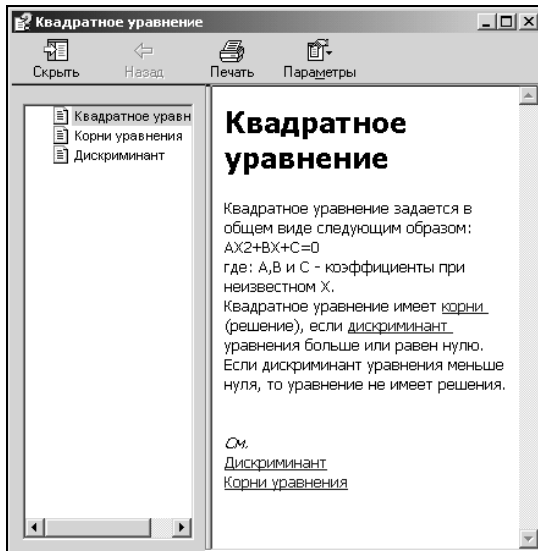 Квадратное уравнение
Скрыть Назад Печать Параметры
Квадратное уравн
Корни уравнения
Дискриминант
Квадратное
уравнение
Квадратное уравнение задается в
общем виде следующим образом:
AX2+BX+C=0
где: А,В и С - коэффициенты при
неизвестном X.
Квадратное уравнение имеет корни
(решение), если дискриминант
уравнения больше или равен нулю.
Если дискриминант уравнения меньше
нуля, то уравнение не имеет решения.
См.
Дискриминант
Корни уравнения